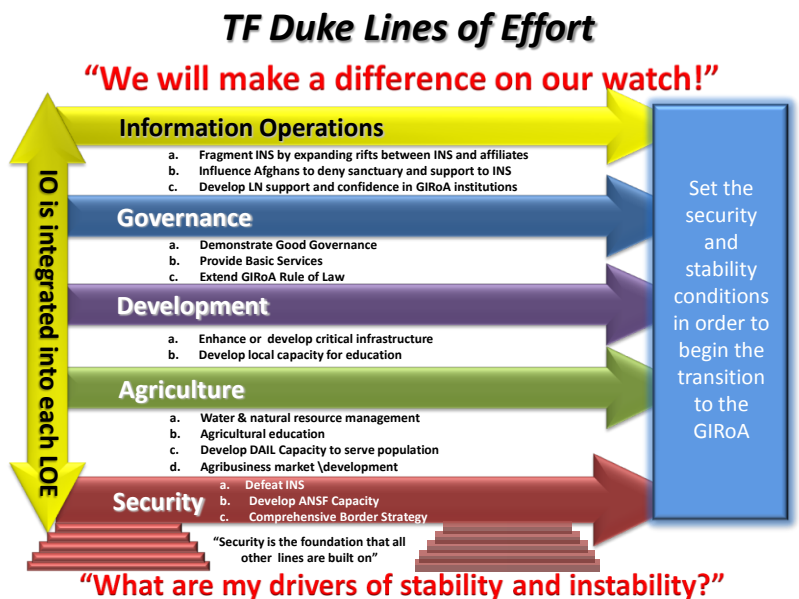 TF Duke Lines of Effort
“We will make a difference on our watch!”
IO is integrated into each LOE
Information Operations
a. Fragment INS by expanding rifts between INS and affiliates
b. Influence Afghans to deny sanctuary and support to INS
c. Develop LN support and confidence in GIRoA institutions
Governance
a. Demonstrate Good Governance
b. Provide Basic Services
c. Extend GIRoA Rule of Law
Development
a. Enhance or develop critical infrastructure
b. Develop local capacity for education
Agriculture
a. Water & natural resource management
b. Agricultural education
c. Develop DAIL Capacity to serve population
d. Agribusiness market \development
Security
a. Defeat INS
b. Develop ANSF Capacity
c. Comprehensive Border Strategy
“Security is the foundation that all
other lines are built on”
Set the
security
and
stability
conditions
in order to
begin the
transition
to the
GIRoA
“What are my drivers of stability and instability?”